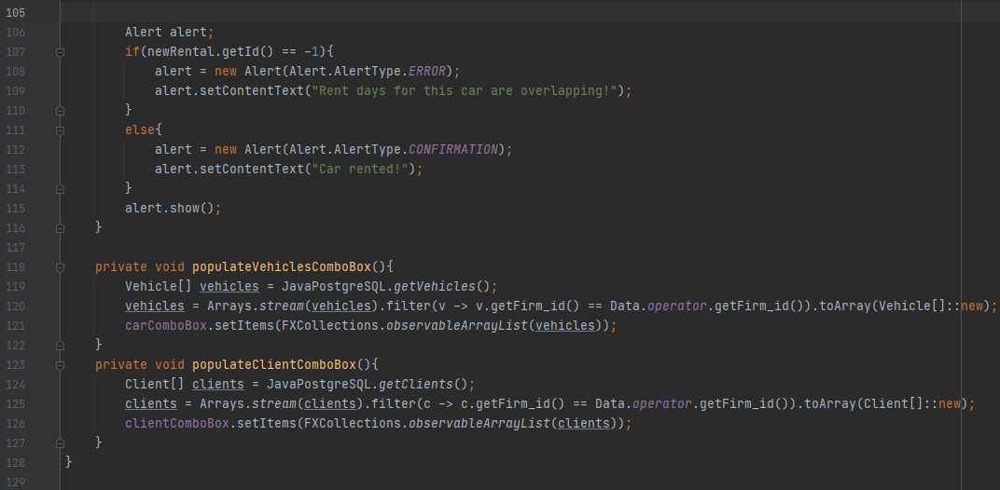 105
106 Alert alert;
107 if(newRental.getId() == -1){
108 alert = new Alert(Alert.AlertType.ERROR);
109 alert.setContentText("Rent days for this car are overlapping!");
110 }
111 else{
112 alert = new Alert(Alert.AlertType.CONFIRMATION);
113 alert.setContentText("Car rented!");
114 }
115 alert.show();
116 }
117
118 private void populateVehiclesComboBox(){
119 Vehicle[] vehicles = JavaPostgreSQL.getVehicles();
120 vehicles = Arrays.stream(vehicles).filter(v -> v.getFirm_id() == Data.operator.getFirm_id()).toArray(Vehicle[]::new);
121 carComboBox.setItems(FXCollections.observableArrayList(vehicles));
122 }
123 private void populateClientComboBox(){
124 Client[] clients = JavaPostgreSQL.getClients();
125 clients = Arrays.stream(clients).filter(c -> c.getFirm_id() == Data.operator.getFirm_id()).toArray(Client[]::new);
126 clientComboBox.setItems(FXCollections.observableArrayList(clients));
127 }
128 }
129